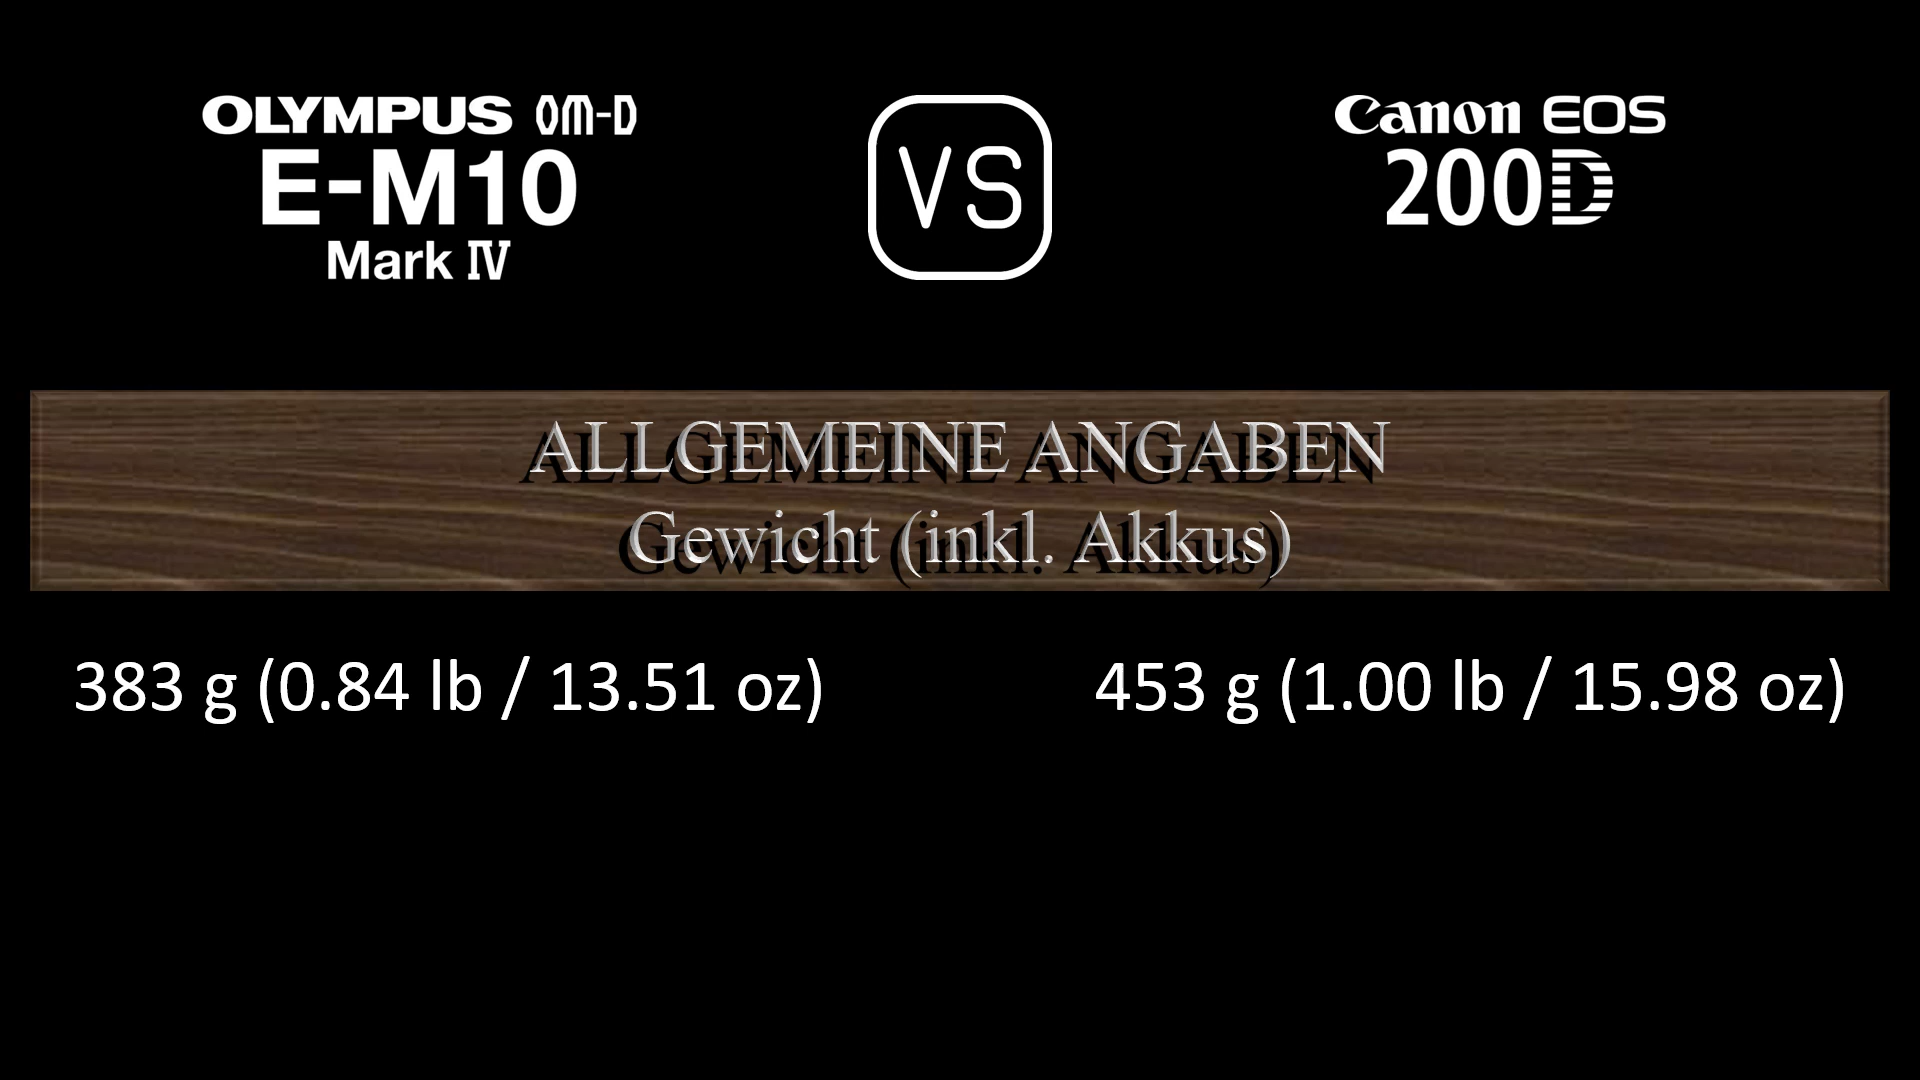 OLYMPUS OM-D
E-M10
Mark IV
VS
Canon EOS
200D
ALLGEMEINE ANGABEN
Gewicht (inkl. Akkus)
383 g (0.84 lb / 13.51 oz)
453 g (1.00 lb / 15.98 oz)